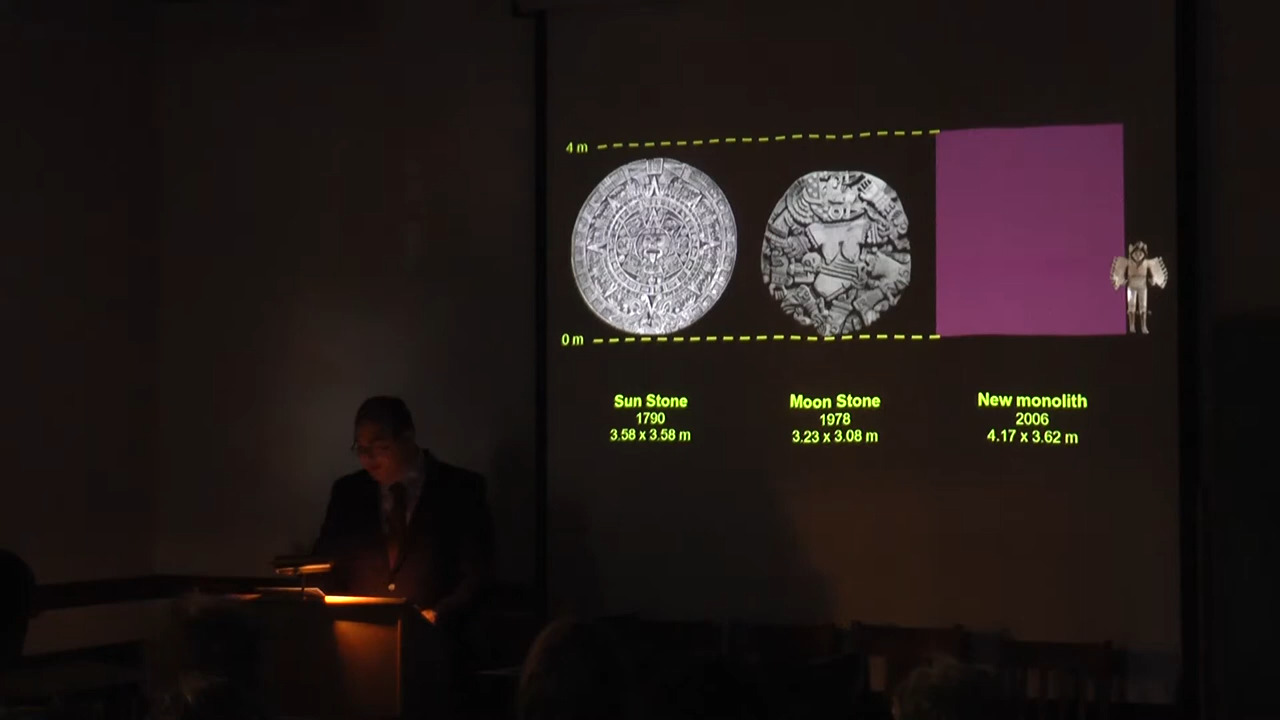 4 m
0 m
Sun Stone
1790
3.58 x 3.58 m
Moon Stone
1978
3.23 x 3.08 m
New monolith
2006
4.17 x 3.62 m